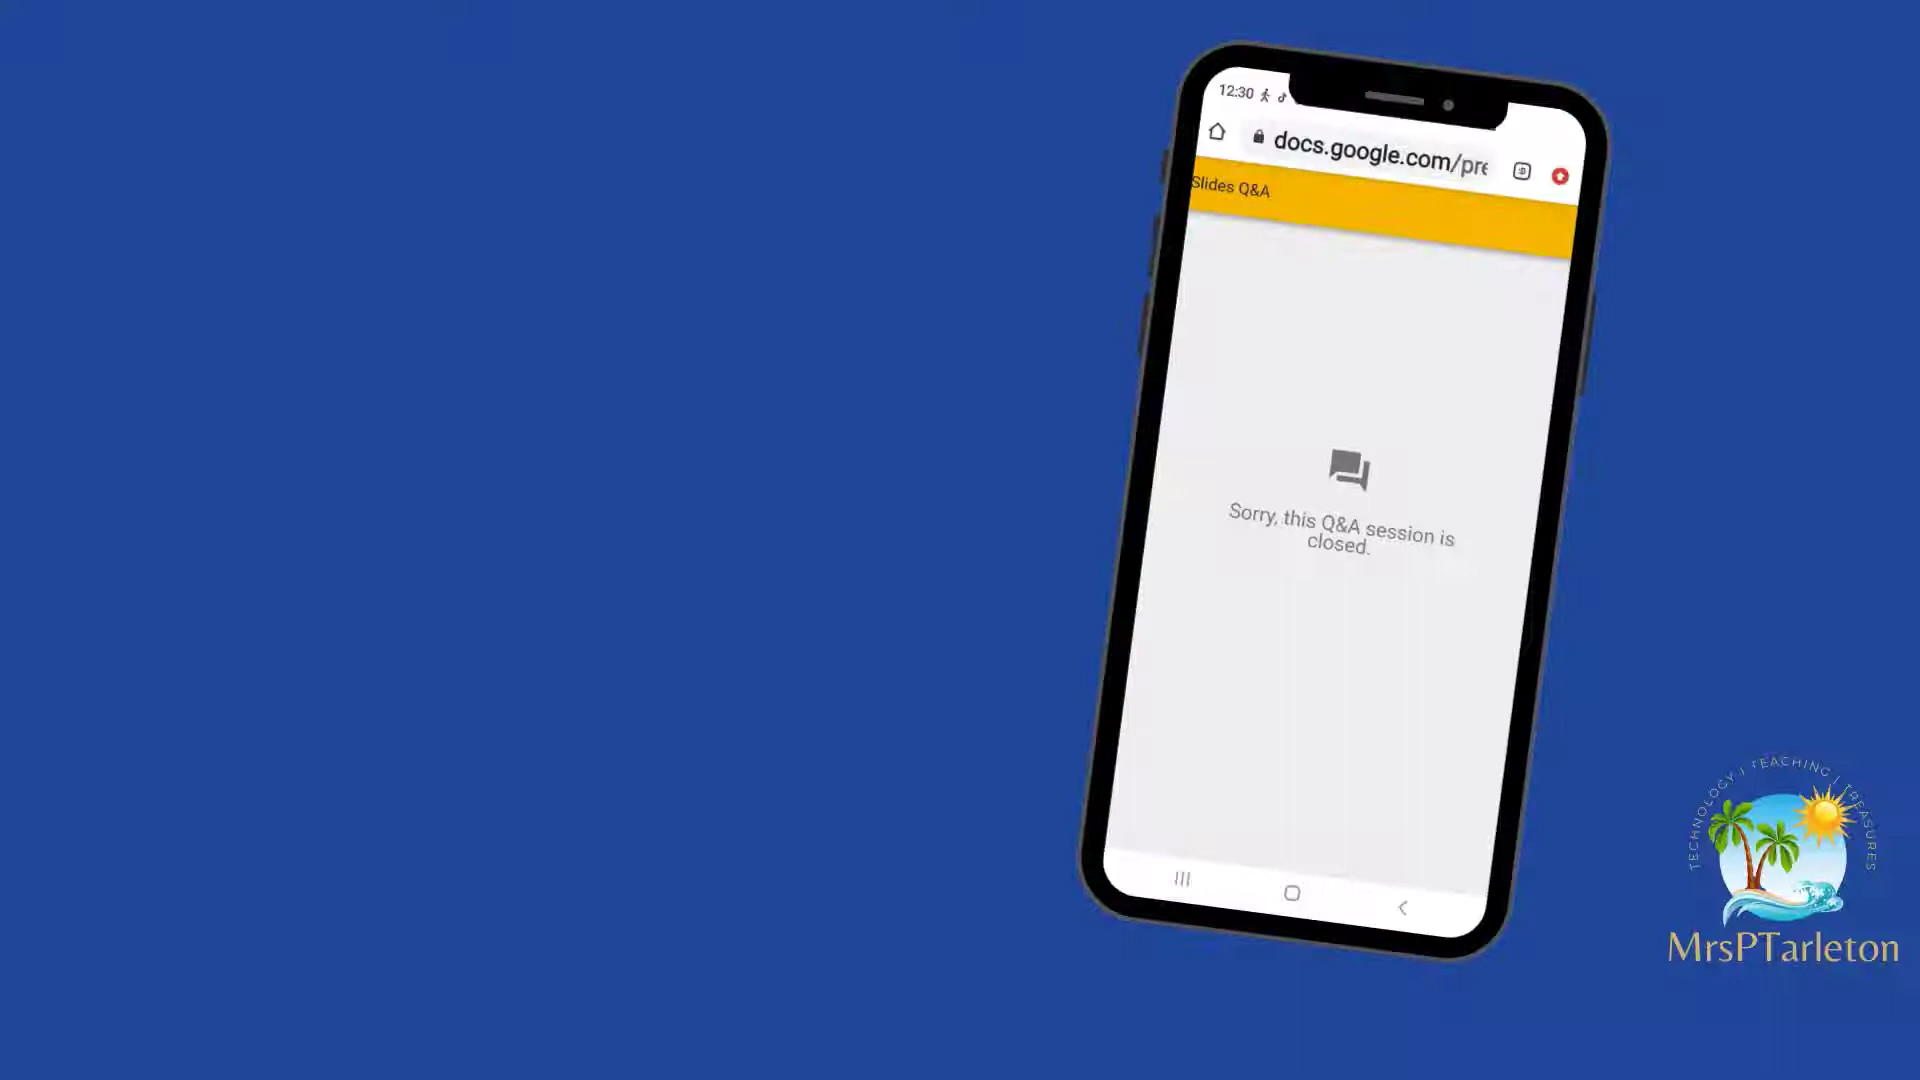 12:30
docs.google.com/pre
Slides Q&A
Sorry, this Q&A session is
closed.
TECHNOLOGY | TEACHING | TREASURES
MrsPTarleton